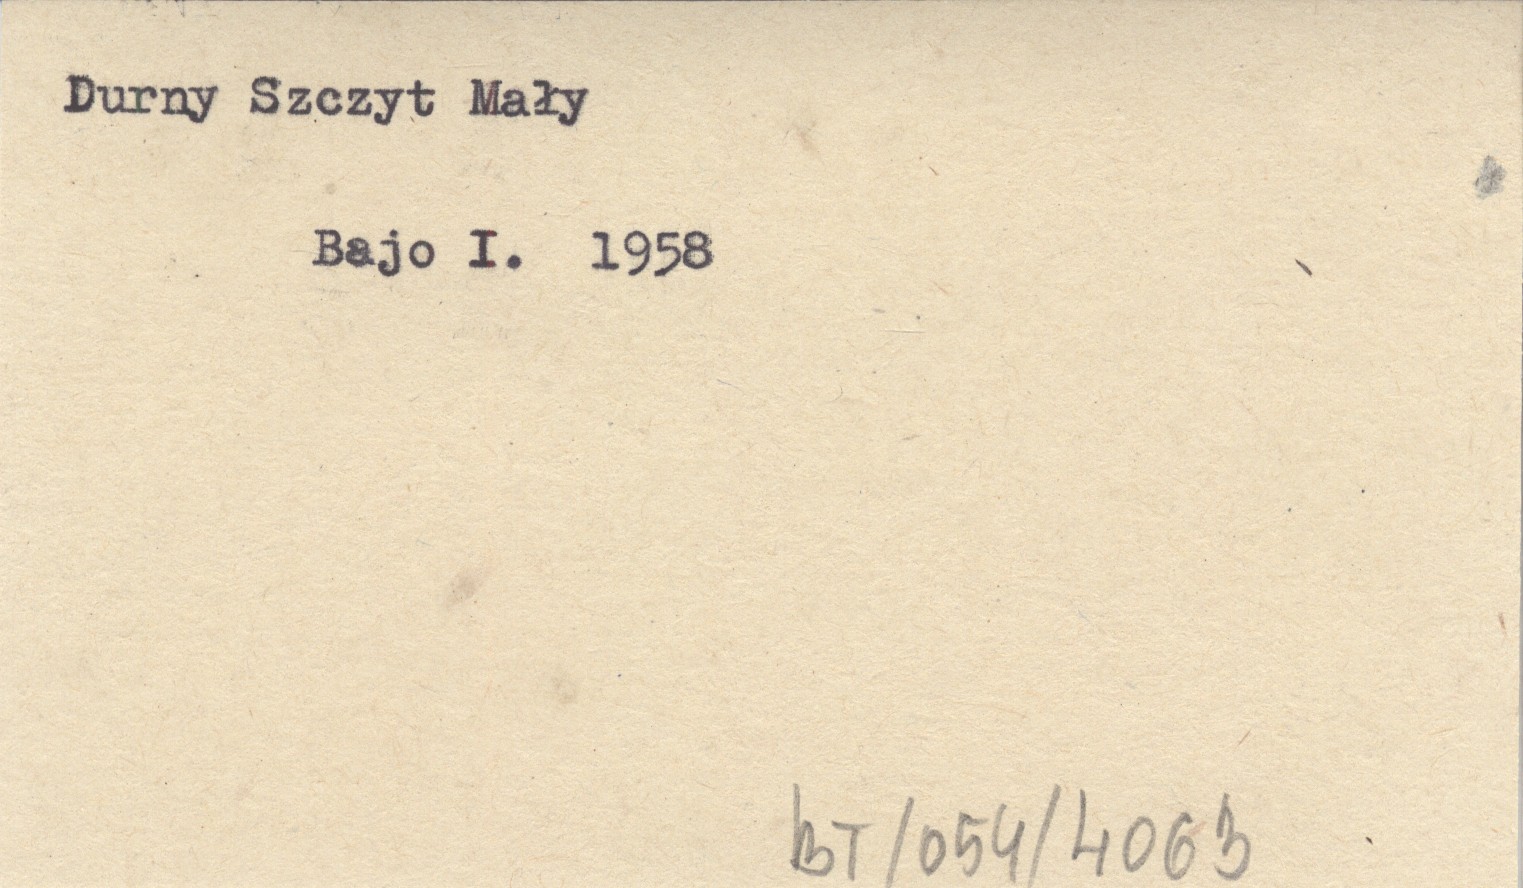 Durny Szczyt Mały
Bajo I. 1958
BT/054/4063